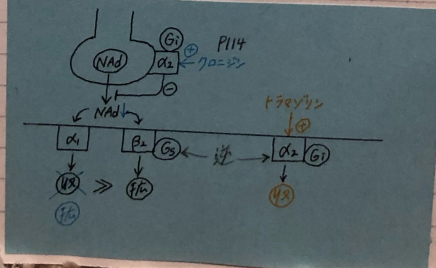 Gi
P114
NAd
α2
⊕
クロニジン
⊖
NAd↓
トラマゾリン
⊕
α1
β2
Gs
逆
α2
Gi
収
≫